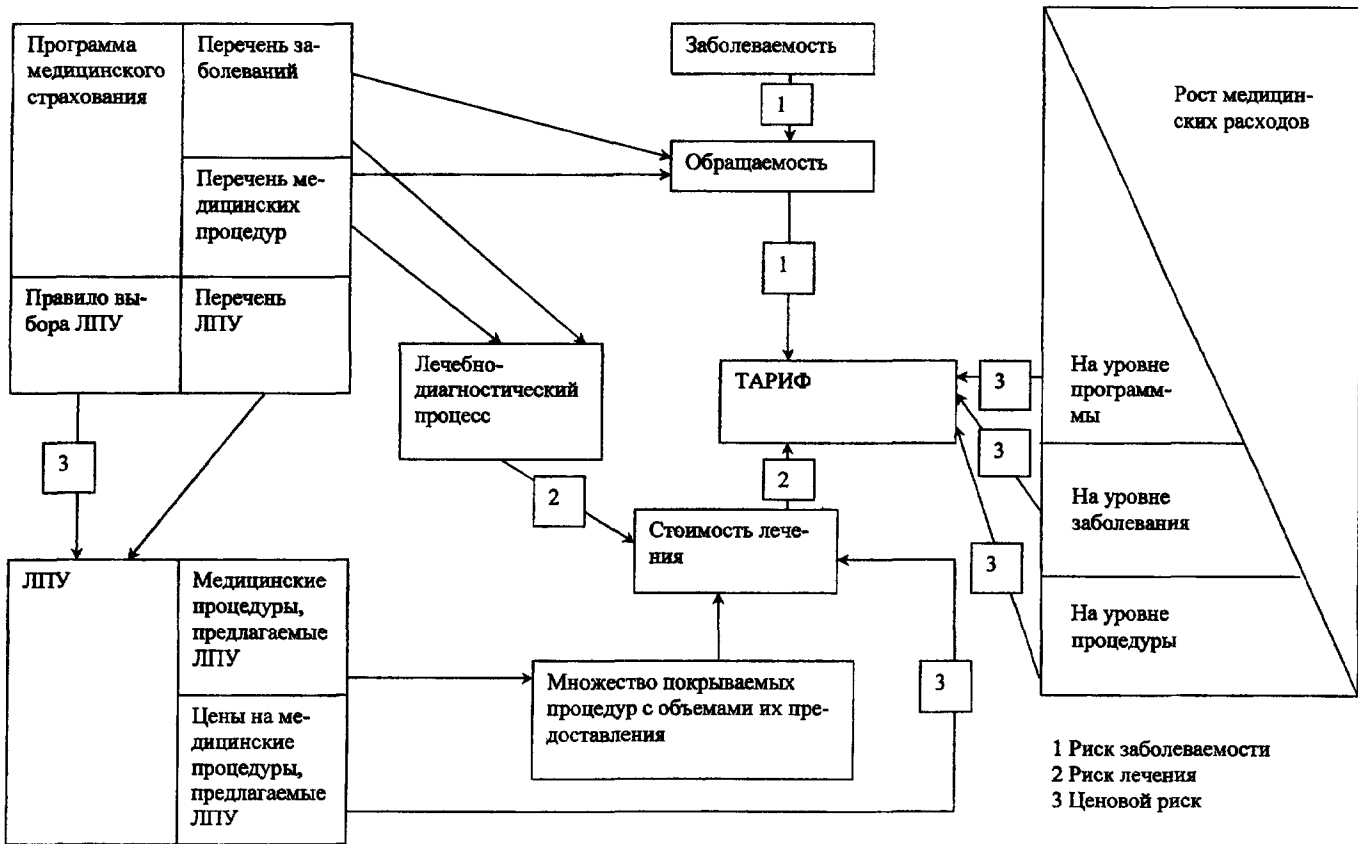 Программа
медицинского
страхования
Перечень за-
болеваний
Перечень ме-
дицинских
процедур
Правило вы-
бора ЛПУ
Перечень
ЛПУ
Заболеваемость
1
Обращаемость
1
Рост медицин-
ских расходов
Лечебно-
диагностический
процесс
ТАРИФ
3
3
3
На уровне
програм-
ммы
На уровне
заболевания
На уровне
процедуры
3
2
2
Стоимость лече-
ния
ЛПУ
Медицинские
процедуры,
предлагаемые
ЛПУ
Цены на ме-
дицинские
процедуры,
предлагаемые
ЛПУ
Множество покрываемых
процедур с объемами их пре-
доставления
3
1 Риск заболеваемости
2 Риск лечения
3 Ценовой риск